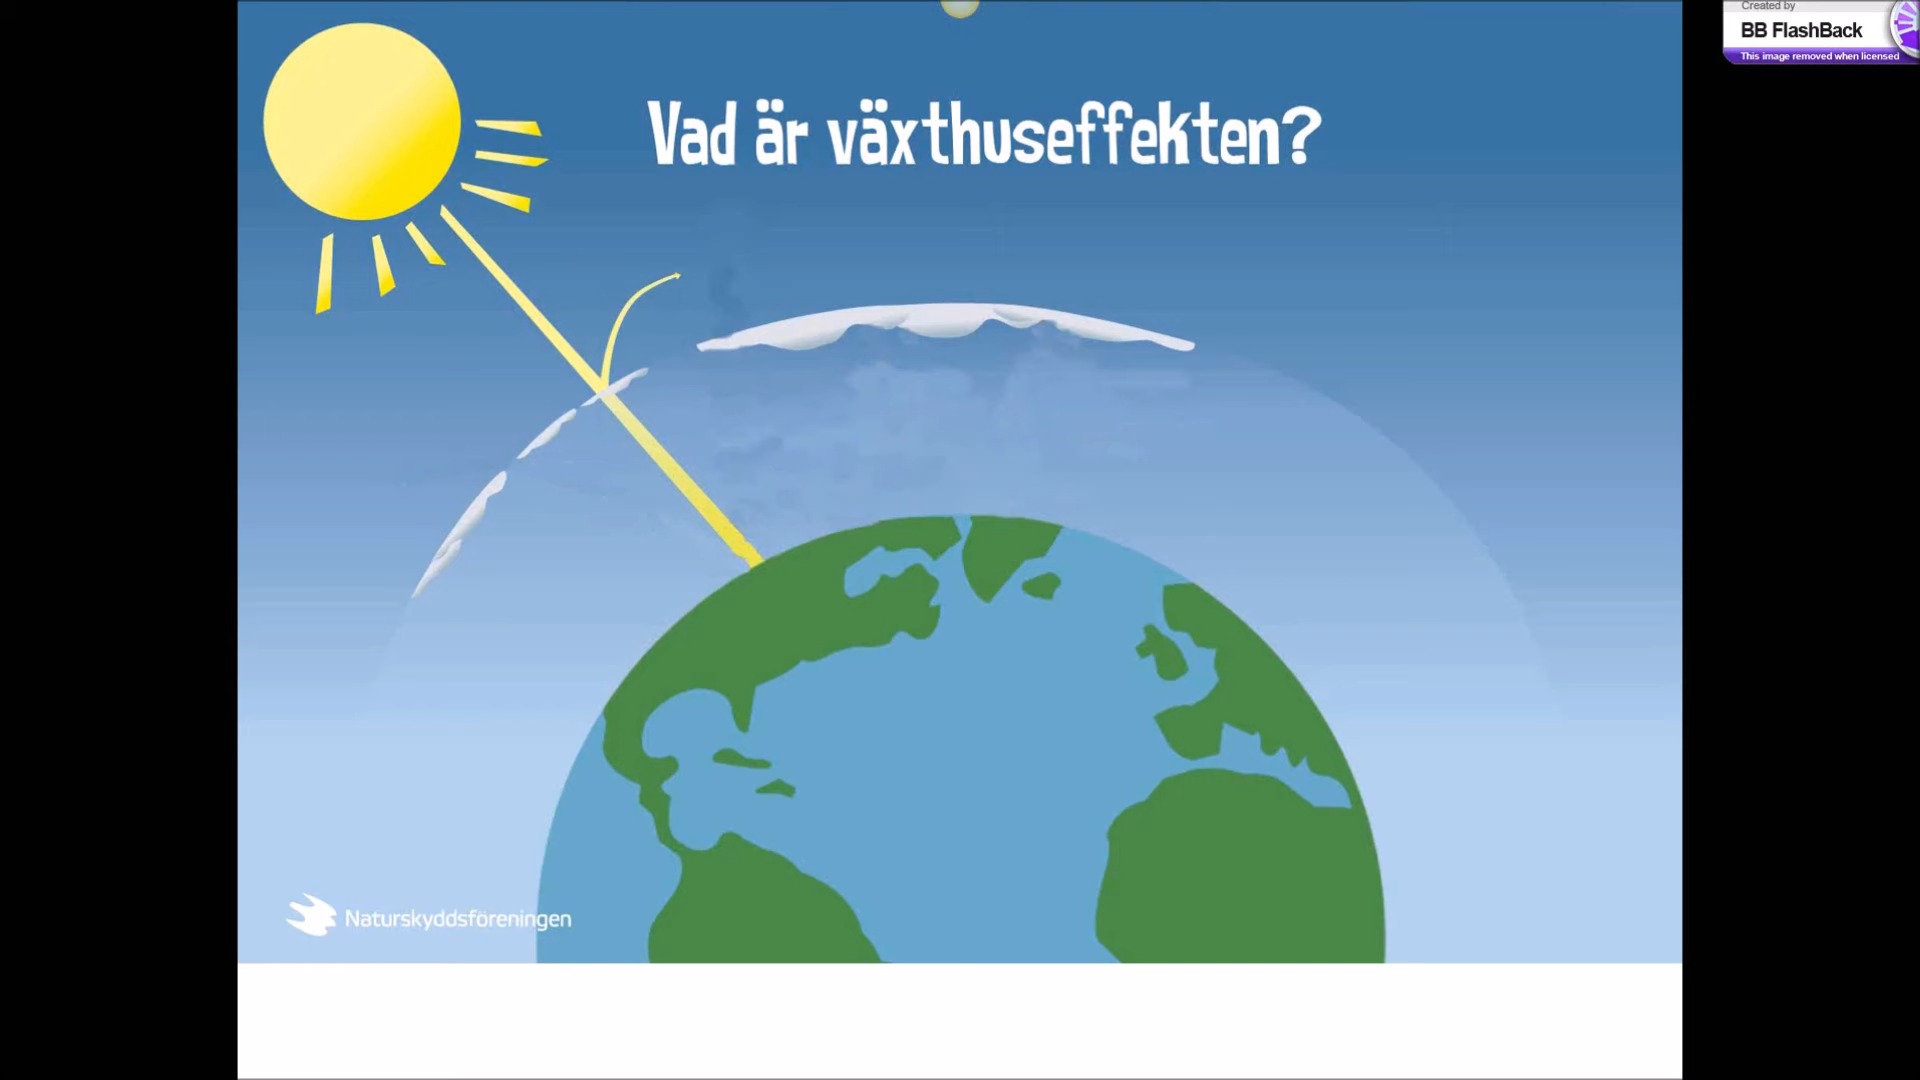 Created by
BB FlashBack
This image removed when licensed
Vad är växthuseffekten?
Naturskyddsföreningen